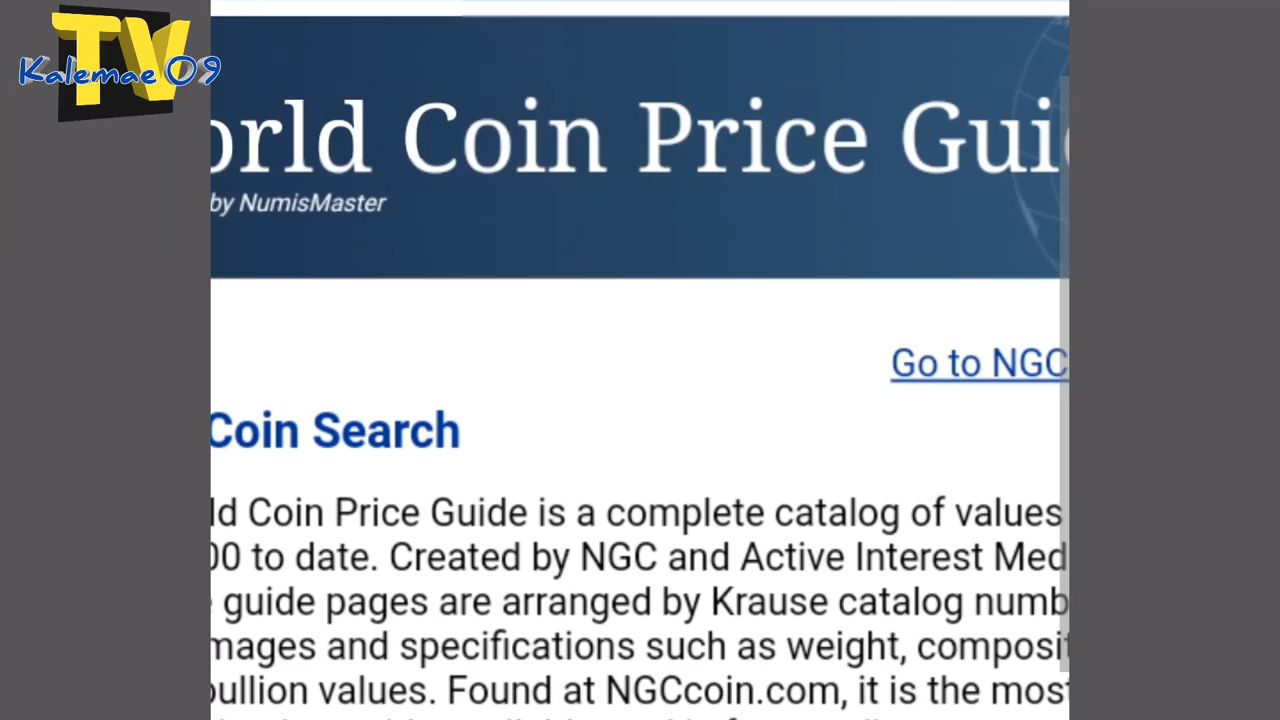 TV
Kalemae 09
orld Coin Price Gui
by NumisMaster
Go to NGC
Coin Search
ld Coin Price Guide is a complete catalog of values
00 to date. Created by NGC and Active Interest Med
guide pages are arranged by Krause catalog numb
mages and specifications such as weight, composit
bullion values. Found at NGCcoin.com, it is the most